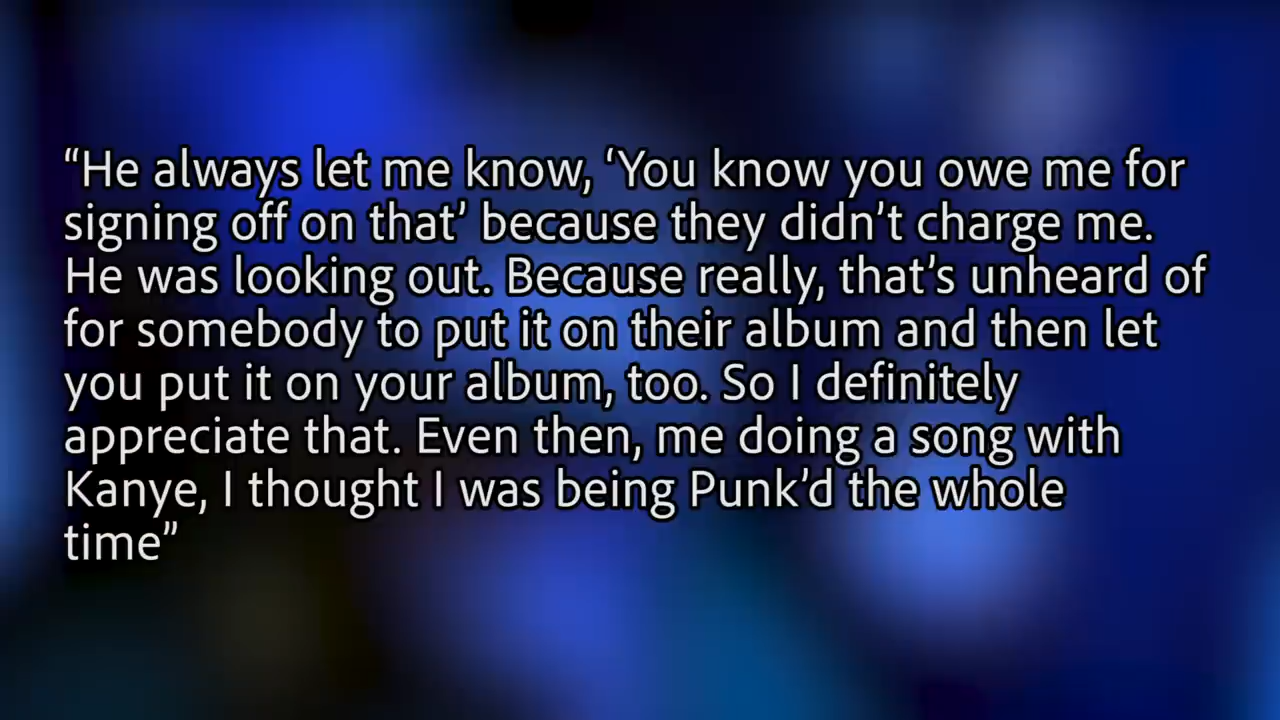 “He always let me know, ‘You know you owe me for
signing off on that’ because they didn’t charge me.
He was looking out. Because really, that’s unheard of
for somebody to put it on their album and then let
you put it on your album, too. So I definitely
appreciate that. Even then, me doing a song with
Kanye, I thought I was being Punk’d the whole
time”